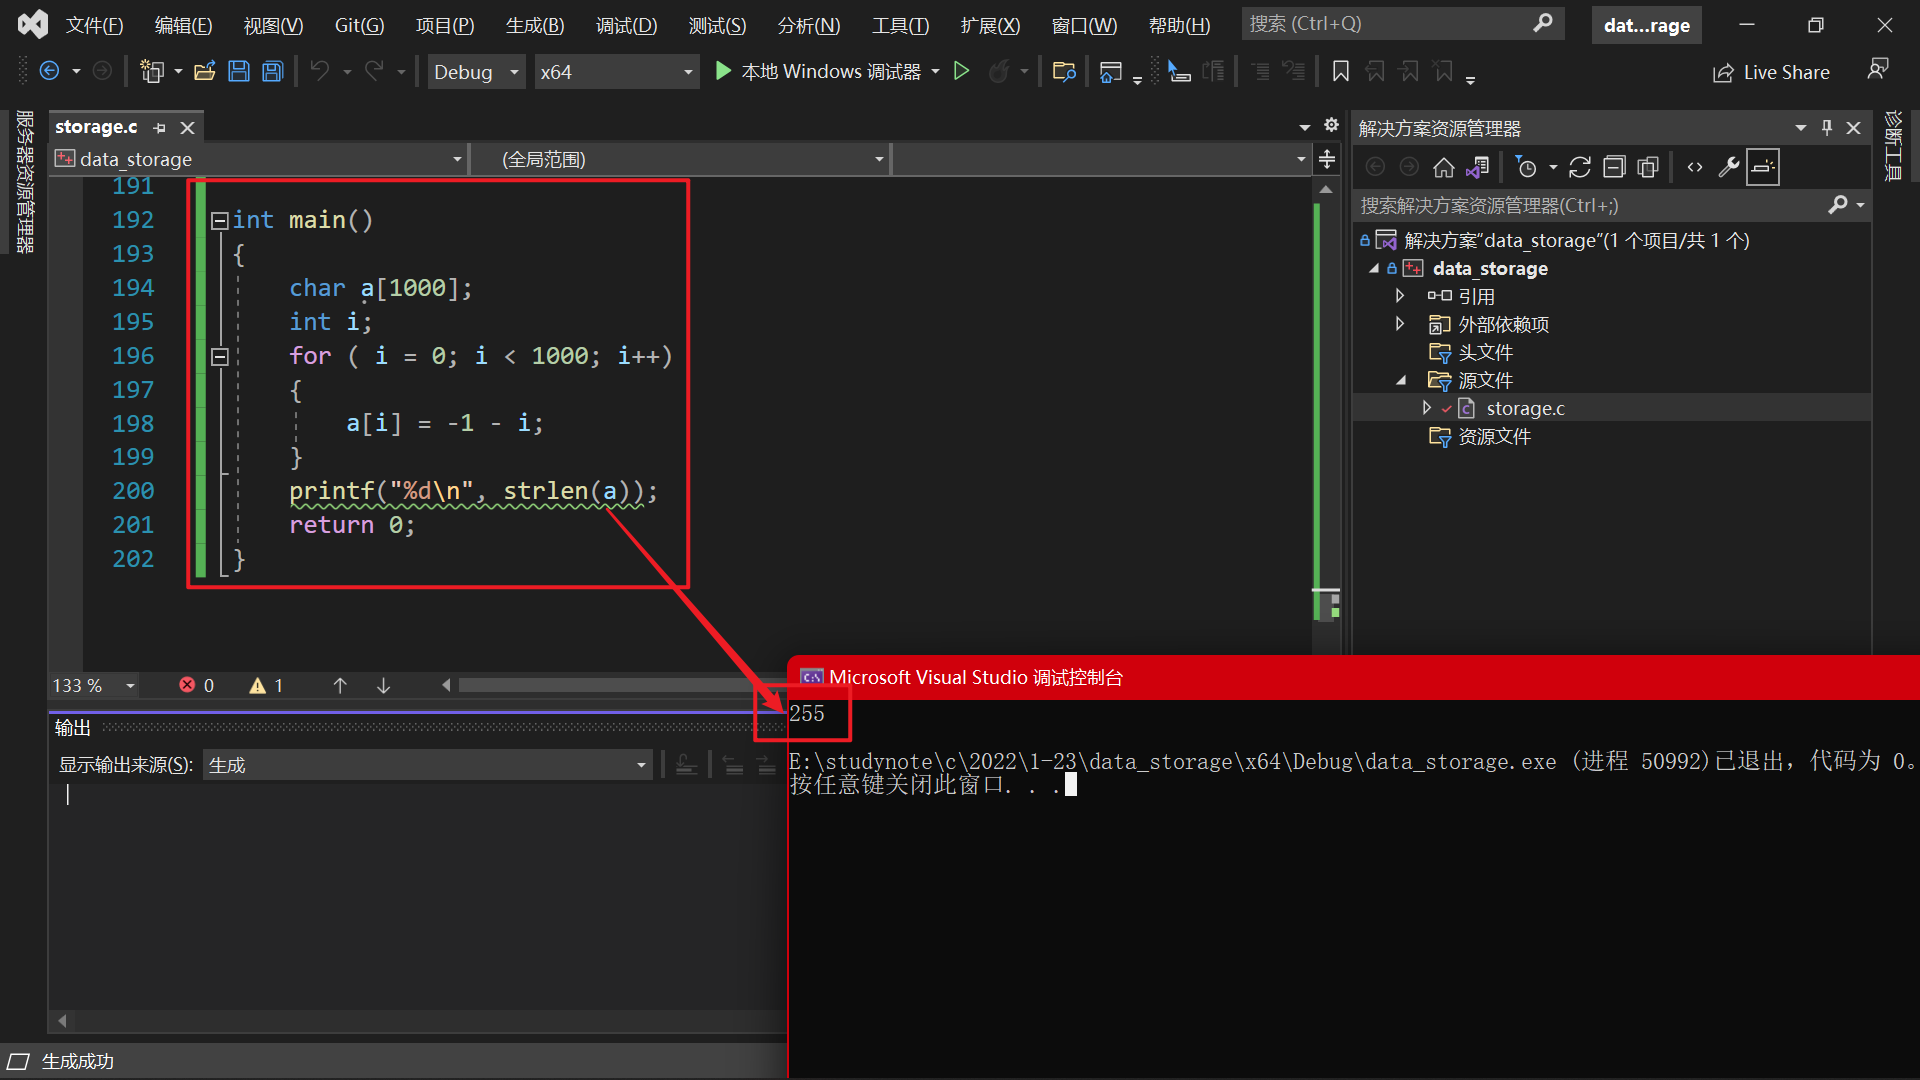 文件(F) 编辑(E) 视图(V) Git(G) 项目(P) 生成(B) 调试(D) 测试(S) 分析(N) 工具(T) 扩展(X) 窗口(W) 帮助(H) 搜索 (Ctrl+Q) dat...rage
Debug x64 本地 Windows 调试器 Live Share
服务器资源管理器
storage.c
data_storage (全局范围)
191
192 int main()
193 {
194 char a[1000];
195 int i;
196 for ( i = 0; i < 1000; i++)
197 {
198 a[i] = -1 - i;
199 }
200 printf("%d\n", strlen(a));
201 return 0;
202 }
133 % 0 1
输出
显示输出来源(S): 生成
生成成功
解决方案资源管理器
搜索解决方案资源管理器(Ctrl+;)
解决方案“data_storage”(1 个项目/共 1 个)
data_storage
引用
外部依赖项
头文件
源文件
storage.c
资源文件
诊断工具
Microsoft Visual Studio 调试控制台
255
E:\studynote\c\2022\1-23\data_storage\x64\Debug\data_storage.exe (进程 50992)已退出，代码为 0。
按任意键关闭此窗口. . .